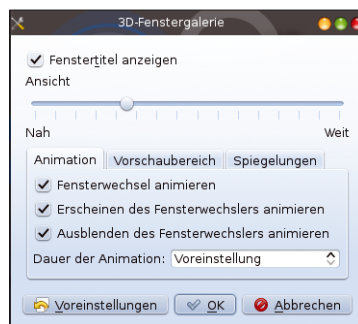 3D-Fenstergalerie
Fenstertitel anzeigen
Ansicht
Nah Weit
Animation Vorschaubereich Spiegelungen
Fensterwechsel animieren
Erscheinen des Fensterwechslers animieren
Ausblenden des Fensterwechslers animieren
Dauer der Animation: Voreinstellung
Voreinstellungen OK Abbrechen